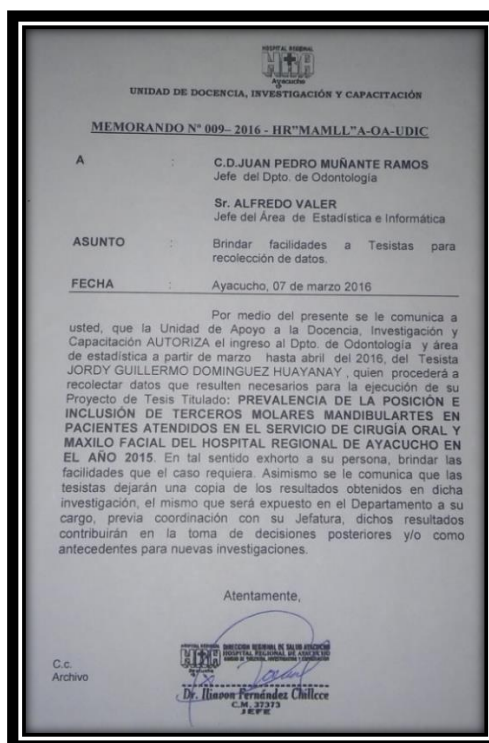 HOSPITAL REGIONAL
HRA
Ayacucho
UNIDAD DE DOCENCIA, INVESTIGACIÓN Y CAPACITACIÓN
MEMORANDO N° 009– 2016 - HR"MAMLL"A-OA-UDIC
A : C.D.JUAN PEDRO MUÑANTE RAMOS
Jefe del Dpto. de Odontología
Sr. ALFREDO VALER
Jefe del Área de Estadística e Informática
ASUNTO : Brindar facilidades a Tesistas para
recolección de datos.
FECHA : Ayacucho, 07 de marzo 2016
Por medio del presente se le comunica a
usted, que la Unidad de Apoyo a la Docencia, Investigación y
Capacitación AUTORIZA el ingreso al Dpto. de Odontología y área
de estadística a partir de marzo hasta abril del 2016, del Tesista
JORDY GUILLERMO DOMINGUEZ HUAYANAY , quien procederá a
recolectar datos que resulten necesarios para la ejecución de su
Proyecto de Tesis Titulado: PREVALENCIA DE LA POSICIÓN E
INCLUSIÓN DE TERCEROS MOLARES MANDIBULARTES EN
PACIENTES ATENDIDOS EN EL SERVICIO DE CIRUGÍA ORAL Y
MAXILO FACIAL DEL HOSPITAL REGIONAL DE AYACUCHO EN
EL AÑO 2015. En tal sentido exhorto a su persona, brindar las
facilidades que el caso requiera. Asimismo se le comunica que las
tesistas dejarán una copia de los resultados obtenidos en dicha
investigación, el mismo que será expuesto en el Departamento a su
cargo, previa coordinación con su Jefatura, dichos resultados
contribuirán en la toma de decisiones posteriores y/o como
antecedentes para nuevas investigaciones.
Atentamente,
DIRECCION REGIONAL DE SALUD AYACUCHO
HOSPITAL REGIONAL DE AYACUCHO
C.c.
Archivo
Dr. Fernández Chillcce
C.M. 37373
JEFE